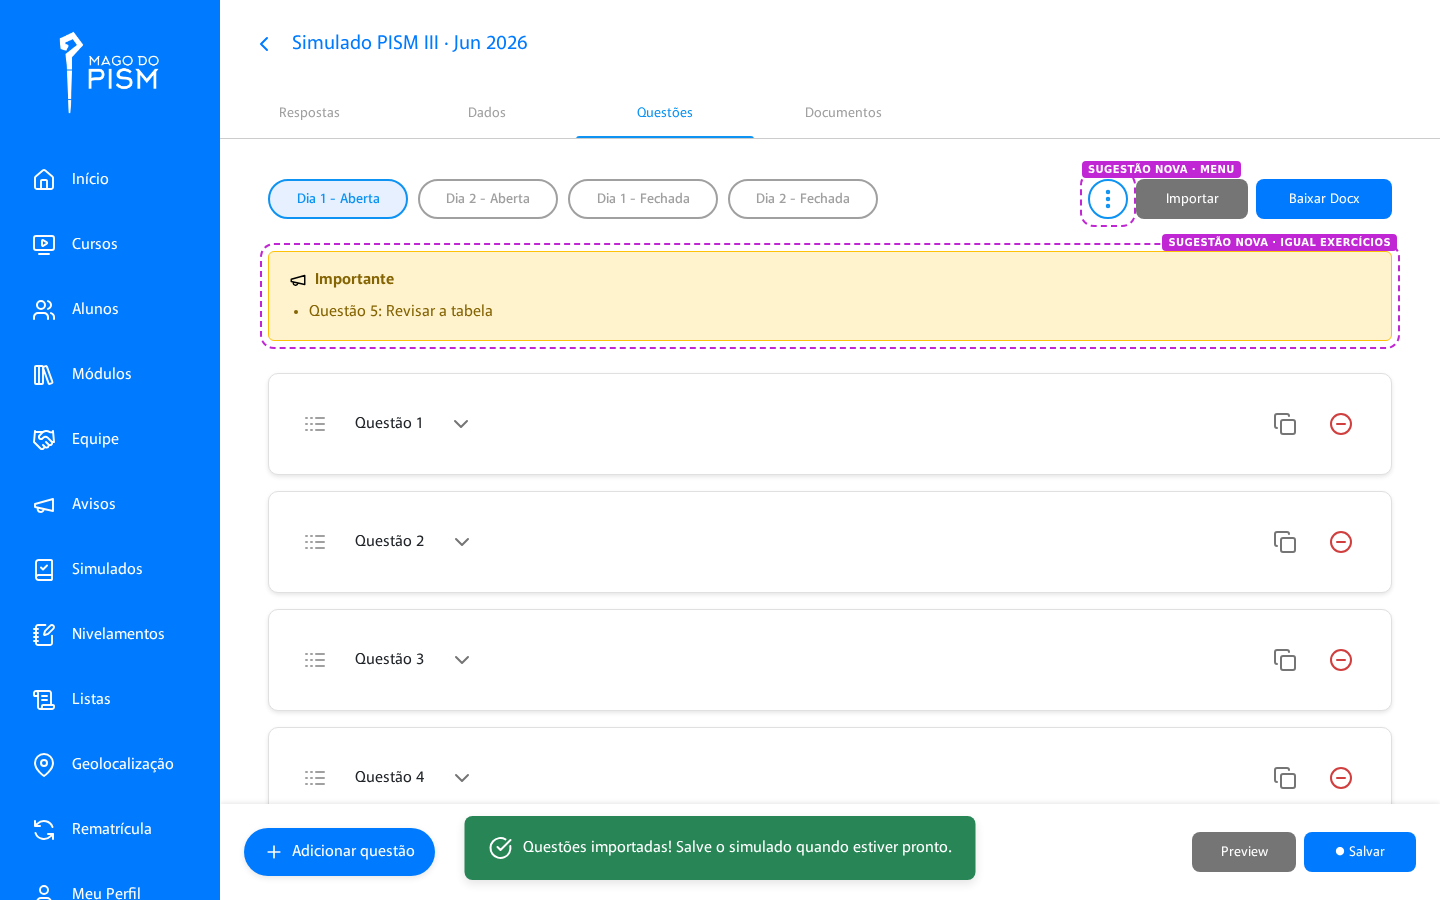 MAGO DO
PISM
Início
Cursos
Alunos
Módulos
Equipe
Avisos
Simulados
Nivelamentos
Listas
Geolocalização
Rematrícula
Meu Perfil
Simulado PISM III · Jun 2026
Respostas
Dados
Questões
Documentos
Dia 1 - Aberta
Dia 2 - Aberta
Dia 1 - Fechada
Dia 2 - Fechada
SUGESTÃO NOVA · MENU
Importar
Baixar Docx
SUGESTÃO NOVA · IGUAL EXERCÍCIOS
Importante
• Questão 5: Revisar a tabela
Questão 1
Questão 2
Questão 3
Questão 4
Adicionar questão
Questões importadas! Salve o simulado quando estiver pronto.
Preview
Salvar